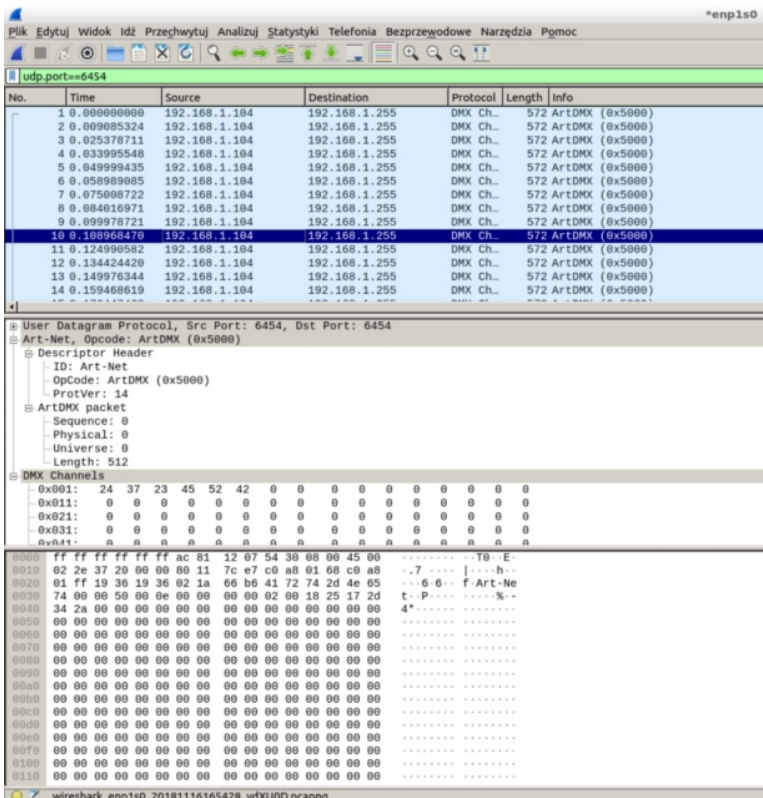 *enp1s0
Plik Edytuj Widok Idź Przechwytuj Analizuj Statystyki Telefonia Bezprzewodowe Narzędzia Pomoc
udp.port==6454
No. Time Source Destination Protocol Length Info
1 0.000000000 192.168.1.104 192.168.1.255 DMX Ch… 572 ArtDMX (0x5000)
2 0.009085324 192.168.1.104 192.168.1.255 DMX Ch… 572 ArtDMX (0x5000)
3 0.025378711 192.168.1.104 192.168.1.255 DMX Ch… 572 ArtDMX (0x5000)
4 0.033995548 192.168.1.104 192.168.1.255 DMX Ch… 572 ArtDMX (0x5000)
5 0.049999435 192.168.1.104 192.168.1.255 DMX Ch… 572 ArtDMX (0x5000)
6 0.058989085 192.168.1.104 192.168.1.255 DMX Ch… 572 ArtDMX (0x5000)
7 0.075008722 192.168.1.104 192.168.1.255 DMX Ch… 572 ArtDMX (0x5000)
8 0.084016971 192.168.1.104 192.168.1.255 DMX Ch… 572 ArtDMX (0x5000)
9 0.099978721 192.168.1.104 192.168.1.255 DMX Ch… 572 ArtDMX (0x5000)
10 0.108968470 192.168.1.104 192.168.1.255 DMX Ch… 572 ArtDMX (0x5000)
11 0.124990582 192.168.1.104 192.168.1.255 DMX Ch… 572 ArtDMX (0x5000)
12 0.134424420 192.168.1.104 192.168.1.255 DMX Ch… 572 ArtDMX (0x5000)
13 0.149976344 192.168.1.104 192.168.1.255 DMX Ch… 572 ArtDMX (0x5000)
14 0.159468619 192.168.1.104 192.168.1.255 DMX Ch… 572 ArtDMX (0x5000)
User Datagram Protocol, Src Port: 6454, Dst Port: 6454
Art-Net, Opcode: ArtDMX (0x5000)
Descriptor Header
ID: Art-Net
OpCode: ArtDMX (0x5000)
ProtVer: 14
ArtDMX packet
Sequence: 0
Physical: 0
Universe: 0
Length: 512
DMX Channels
0x001: 24 37 23 45 52 42 0 0 0 0 0 0 0 0 0 0
0x011: 0 0 0 0 0 0 0 0 0 0 0 0 0 0 0 0
0x021: 0 0 0 0 0 0 0 0 0 0 0 0 0 0 0 0
0x031: 0 0 0 0 0 0 0 0 0 0 0 0 0 0 0 0
0x041: 0 0 0 0 0 0 0 0 0 0 0 0 0 0 0 0
0000 ff ff ff ff ff ff ac 81 12 07 54 30 08 00 45 00 ········ ··T0··E·
0010 02 2e 37 20 00 00 80 11 7c e7 c0 a8 01 68 c0 a8 ·.7 ···· |····h··
0020 01 ff 19 36 19 36 02 1a 66 b6 41 72 74 2d 4e 65 ···6·6·· f·Art-Ne
0030 74 00 00 50 00 0e 00 00 00 00 02 00 18 25 17 2d t··P···· ·····%·-
0040 34 2a 00 00 00 00 00 00 00 00 00 00 00 00 00 00 4*······ ········
0050 00 00 00 00 00 00 00 00 00 00 00 00 00 00 00 00 ········ ········
0060 00 00 00 00 00 00 00 00 00 00 00 00 00 00 00 00 ········ ········
0070 00 00 00 00 00 00 00 00 00 00 00 00 00 00 00 00 ········ ········
0080 00 00 00 00 00 00 00 00 00 00 00 00 00 00 00 00 ········ ········
0090 00 00 00 00 00 00 00 00 00 00 00 00 00 00 00 00 ········ ········
00a0 00 00 00 00 00 00 00 00 00 00 00 00 00 00 00 00 ········ ········
00b0 00 00 00 00 00 00 00 00 00 00 00 00 00 00 00 00 ········ ········
00c0 00 00 00 00 00 00 00 00 00 00 00 00 00 00 00 00 ········ ········
00d0 00 00 00 00 00 00 00 00 00 00 00 00 00 00 00 00 ········ ········
00e0 00 00 00 00 00 00 00 00 00 00 00 00 00 00 00 00 ········ ········
00f0 00 00 00 00 00 00 00 00 00 00 00 00 00 00 00 00 ········ ········
0100 00 00 00 00 00 00 00 00 00 00 00 00 00 00 00 00 ········ ········
0110 00 00 00 00 00 00 00 00 00 00 00 00 00 00 00 00 ········ ········
wireshark_enp1s0_20181116165428_vdXU0D.pcapng